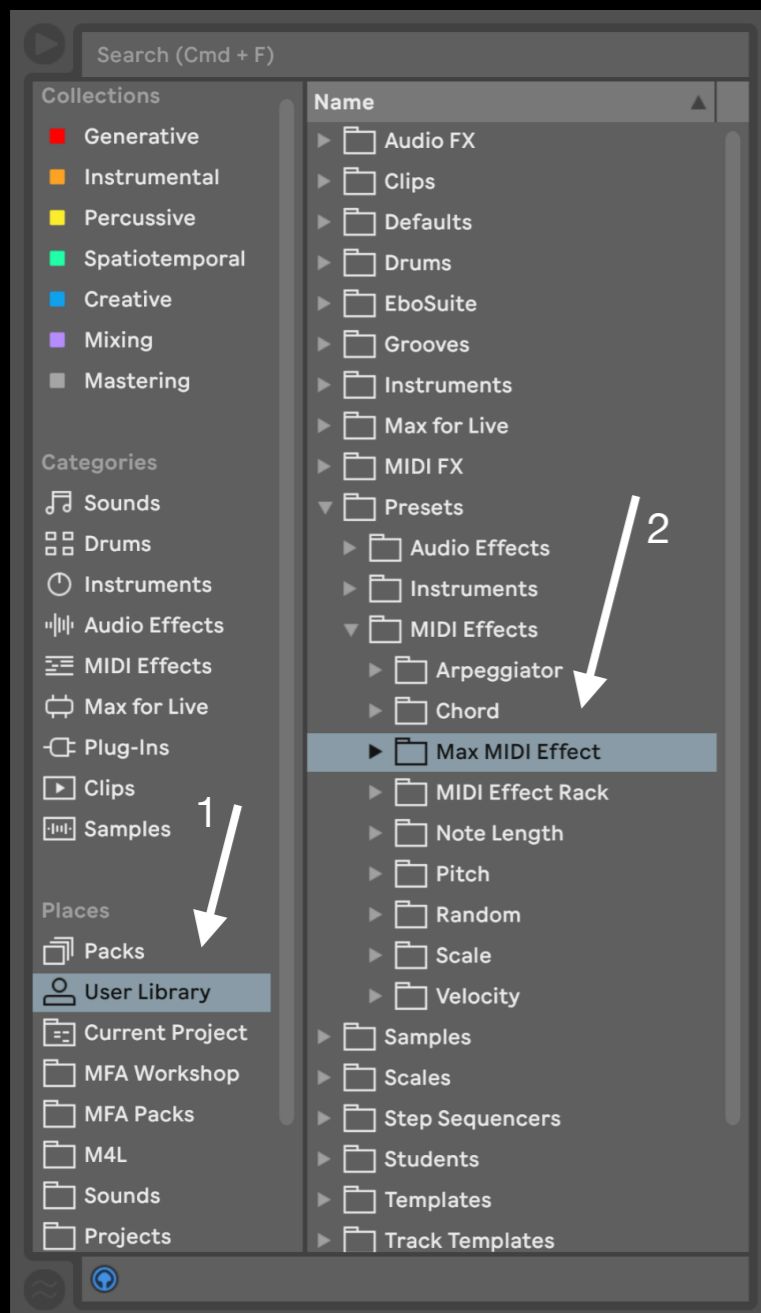 Search (Cmd + F)
Collections
Generative
Instrumental
Percussive
Spatiotemporal
Creative
Mixing
Mastering
Categories
Sounds
Drums
Instruments
Audio Effects
MIDI Effects
Max for Live
Plug-Ins
Clips
Samples
1
Places
Packs
User Library
Current Project
MFA Workshop
MFA Packs
M4L
Sounds
Projects
Name
Audio FX
Clips
Defaults
Drums
EboSuite
Grooves
Instruments
Max for Live
MIDI FX
Presets
2
Audio Effects
Instruments
MIDI Effects
Arpeggiator
Chord
Max MIDI Effect
MIDI Effect Rack
Note Length
Pitch
Random
Scale
Velocity
Samples
Scales
Step Sequencers
Students
Templates
Track Templates